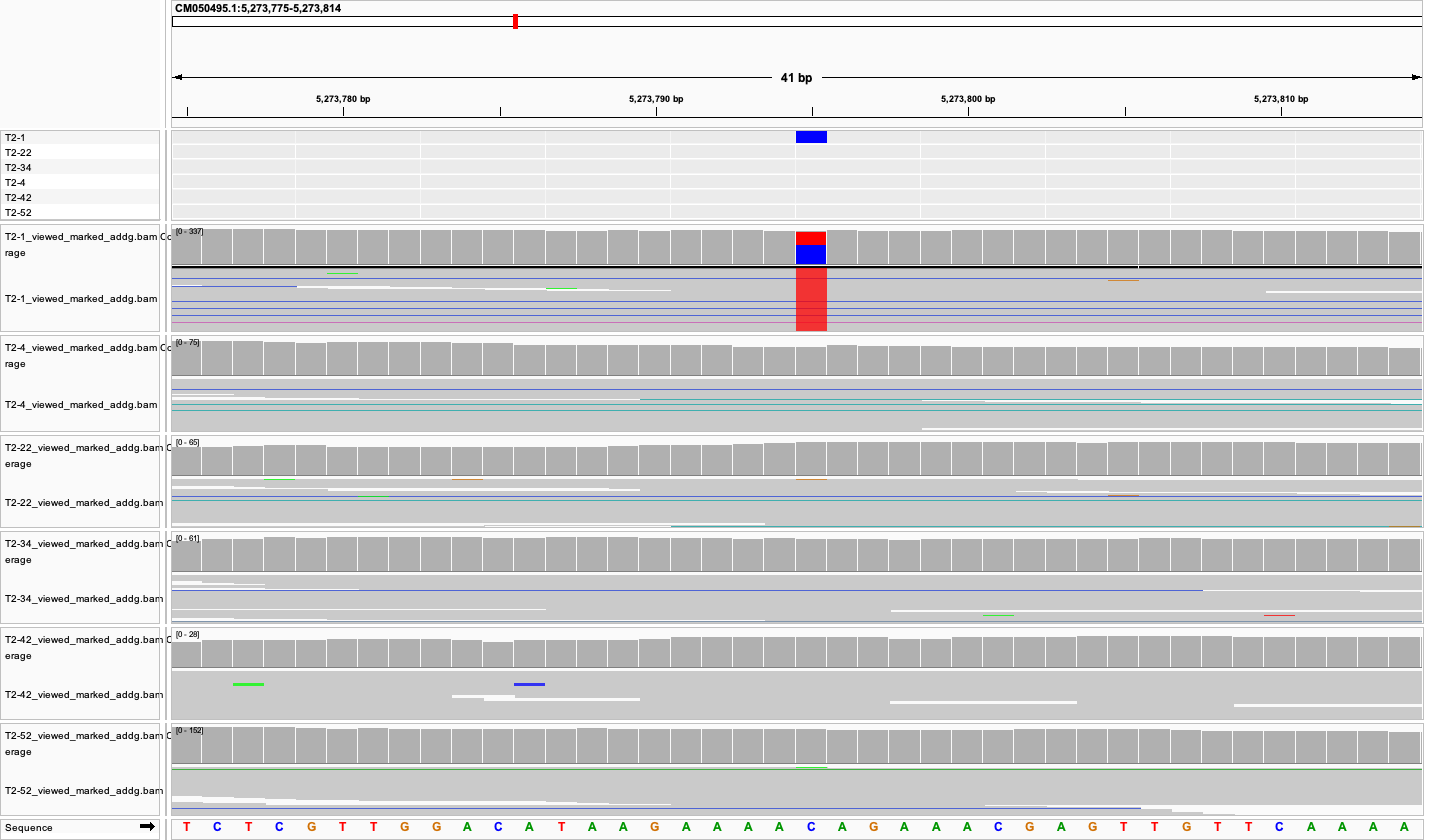 CM050495.1:5,273,775-5,273,814
41 bp
5,273,780 bp 5,273,790 bp 5,273,800 bp 5,273,810 bp
T2-1
T2-22
T2-34
T2-4
T2-42
T2-52
T2-1_viewed_marked_addg.bam Co
rage
[0 - 337]
T2-1_viewed_marked_addg.bam
T2-4_viewed_marked_addg.bam Co
rage
[0 - 75]
T2-4_viewed_marked_addg.bam
T2-22_viewed_marked_addg.bam C
erage
[0 - 65]
T2-22_viewed_marked_addg.bam
T2-34_viewed_marked_addg.bam C
erage
[0 - 61]
T2-34_viewed_marked_addg.bam
T2-42_viewed_marked_addg.bam C
erage
[0 - 28]
T2-42_viewed_marked_addg.bam
T2-52_viewed_marked_addg.bam C
erage
[0 - 152]
T2-52_viewed_marked_addg.bam
Sequence T C T C G T T G G A C A T A A G A A A A C A G A A A C G A G T T G T T C A A A A